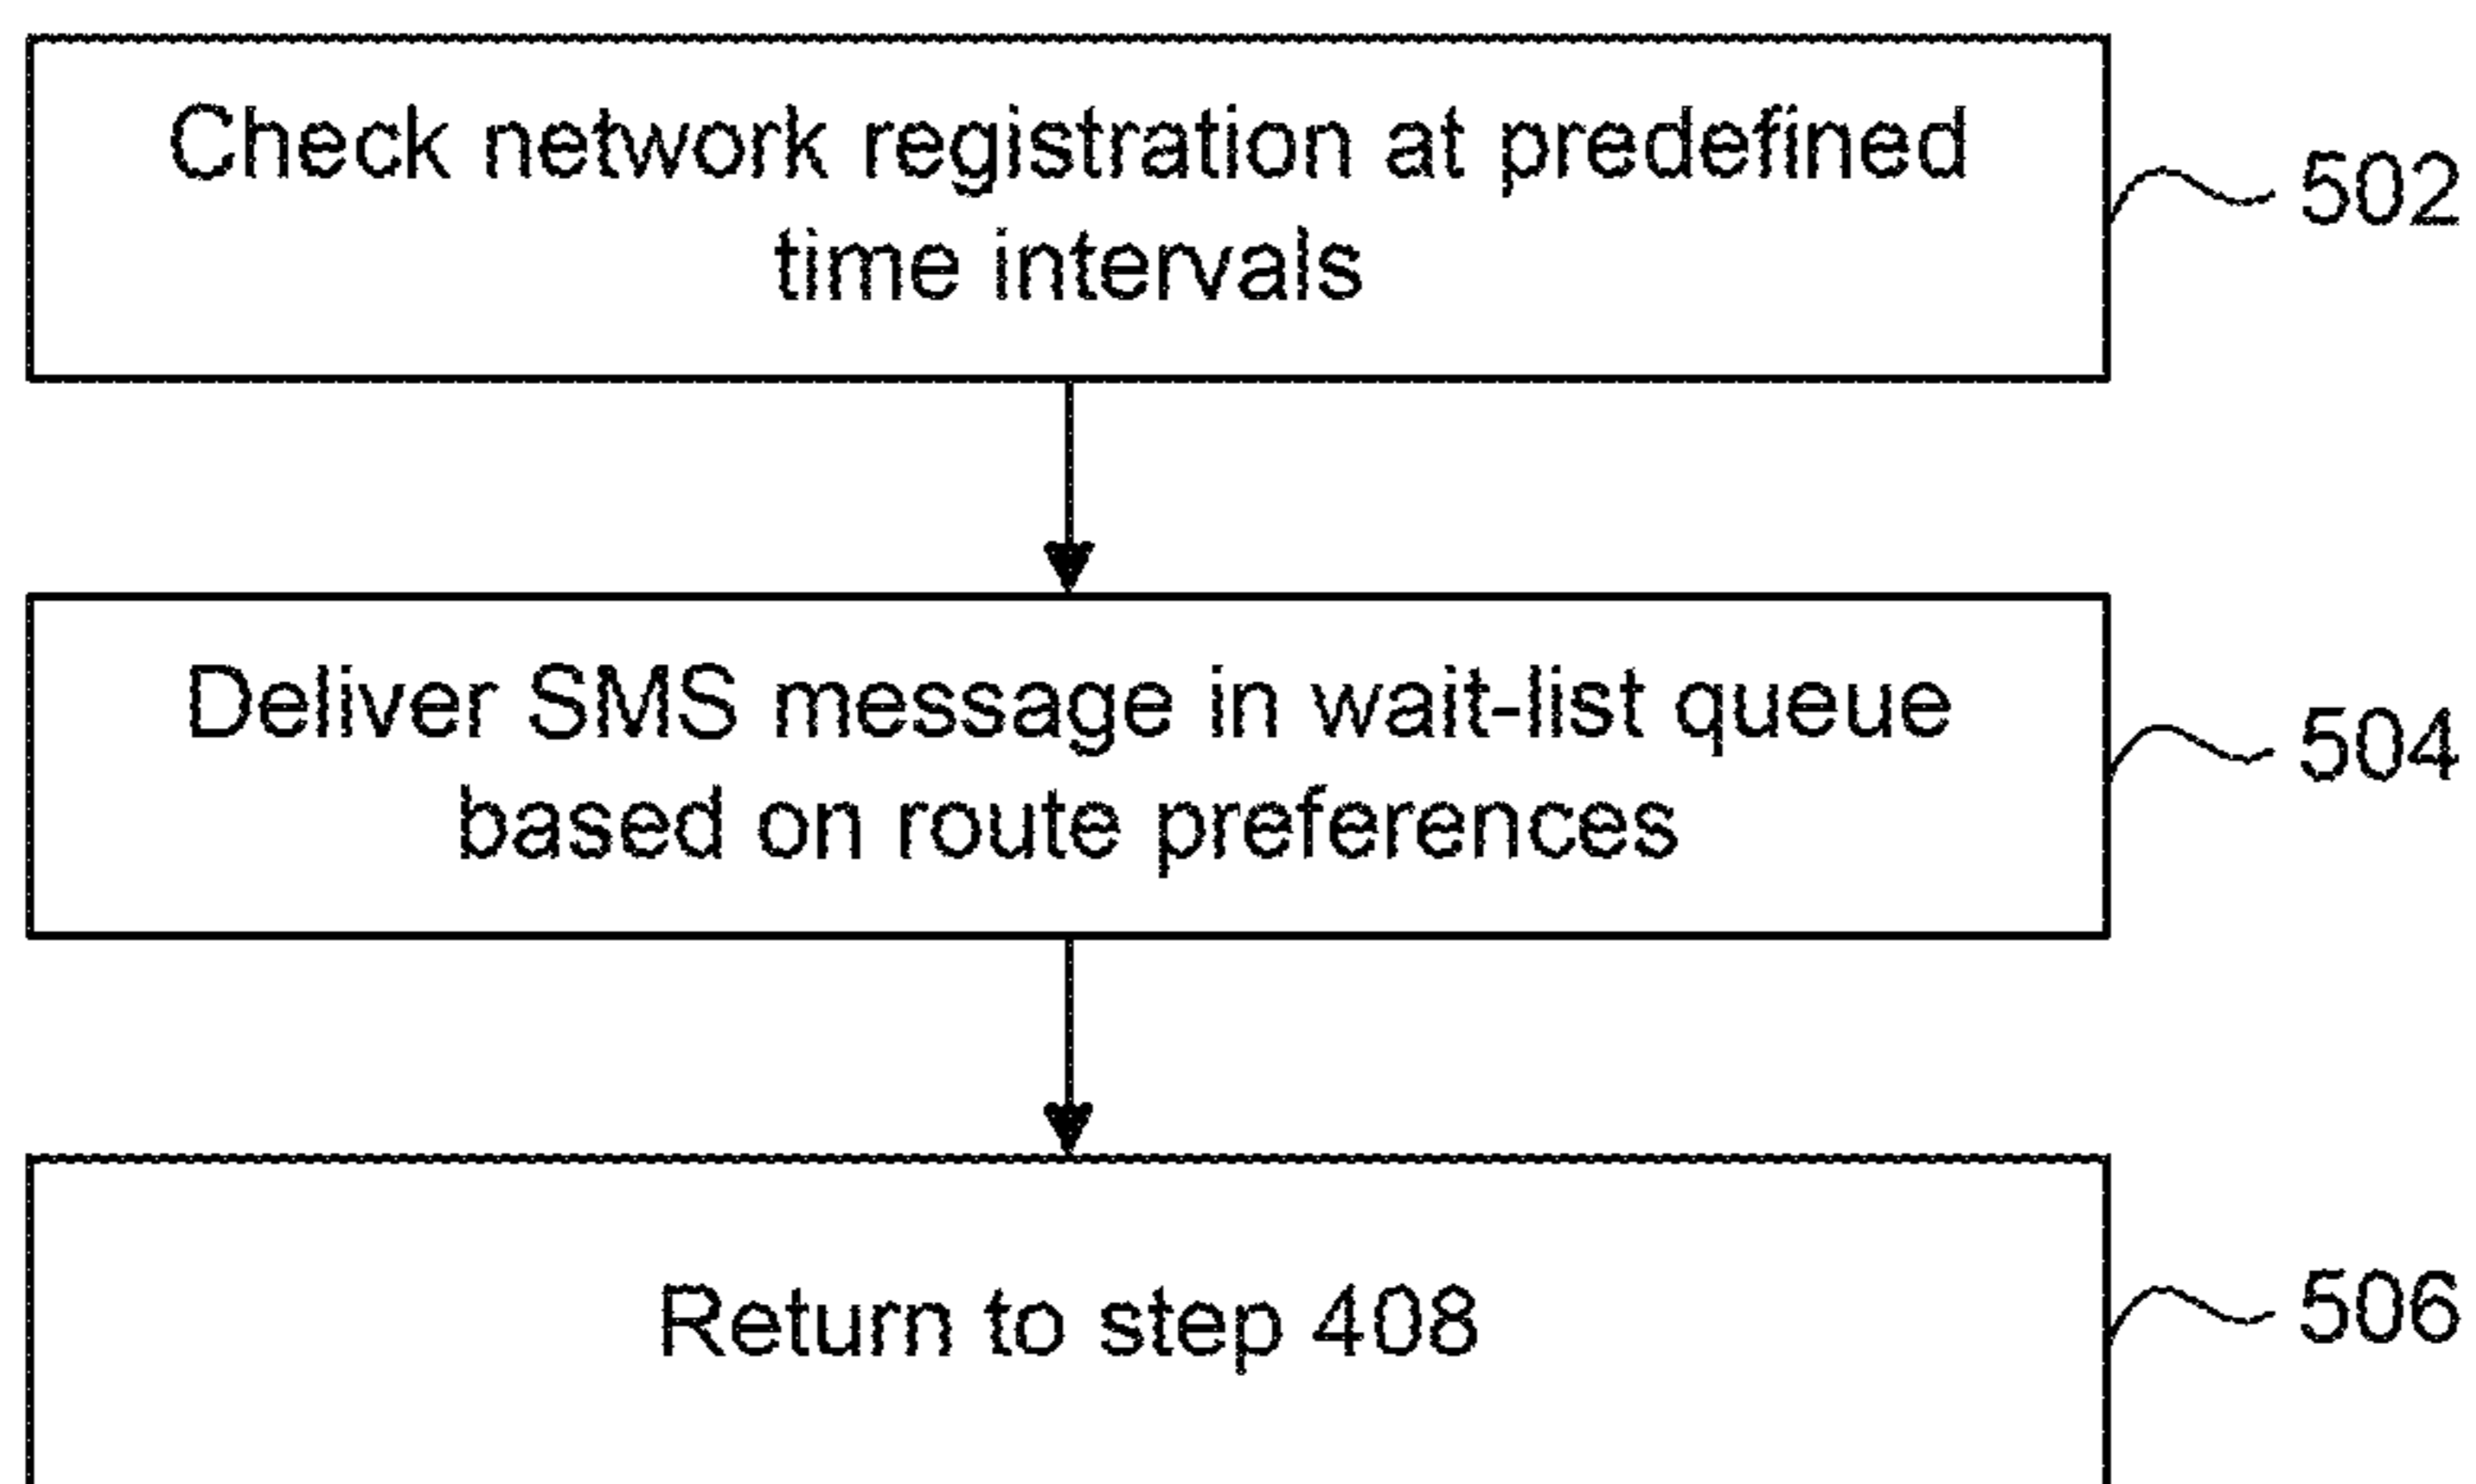 Check network registration at predefined
time intervals
502
Deliver SMS message in wait-list queue
based on route preferences
504
Return to step 408
506